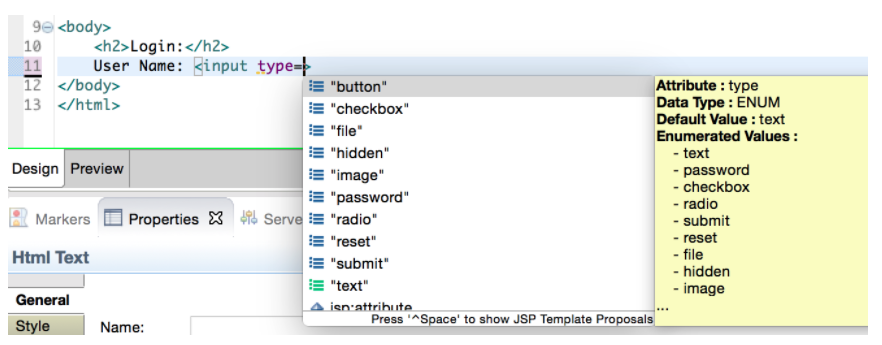 9 <body>
10 <h2>Login:</h2>
11 User Name: <input type=>
12 </body>
13 </html>
"button"
"checkbox"
"file"
"hidden"
"image"
"password"
"radio"
"reset"
"submit"
"text"
jsp:attribute
Press '^Space' to show JSP Template Proposals
Attribute : type
Data Type : ENUM
Default Value : text
Enumerated Values :
- text
- password
- checkbox
- radio
- submit
- reset
- file
- hidden
- image
...
Design Preview
Markers Properties Serve
Html Text
General
Style
Name: